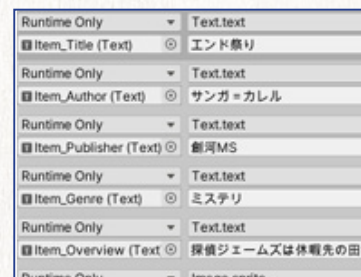 Runtime Only Text.text
Item_Title (Text) エンド祭り
Runtime Only Text.text
Item_Author (Text) サンガ=カレル
Runtime Only Text.text
Item_Publisher (Text) 創河MS
Runtime Only Text.text
Item_Genre (Text) ミステリ
Runtime Only Text.text
Item_Overview (Text 探偵ジェームズは休暇先の田
Runtime Only Image.sprite